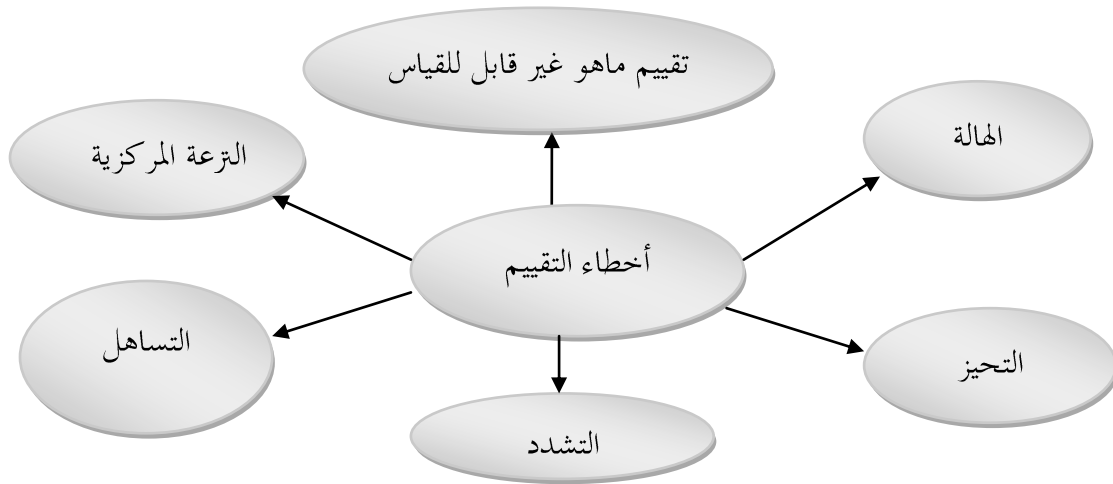 تقييم ماهو غير قابل للقياس
الهالة
النزعة المركزية
أخطاء التقييم
التساهل
التحيز
التشدد